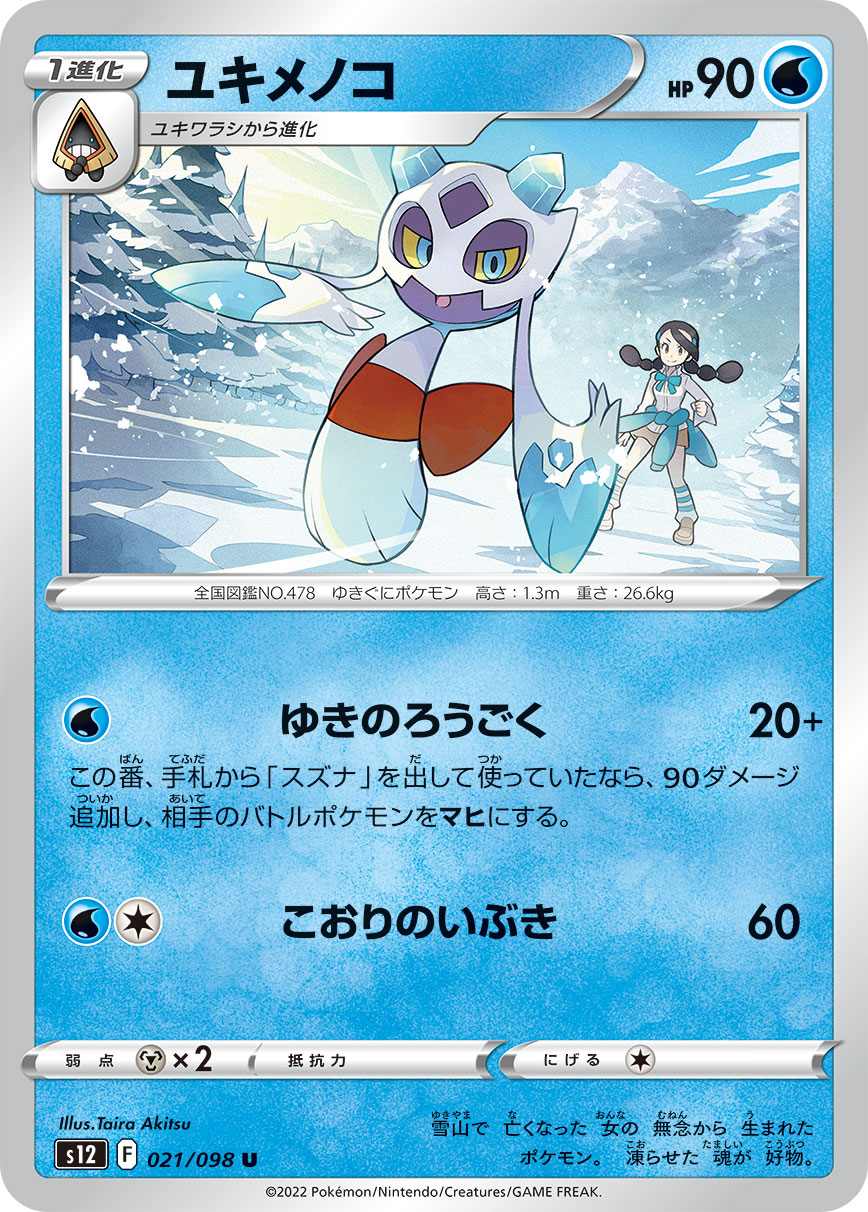 1進化
ユキメノコ
HP90
ユキワラシから進化
全国図鑑NO.478 ゆきぐにポケモン 高さ：1.3m 重さ：26.6kg
ゆきのろうごく 20+
この番、手札から「スズナ」を出して使っていたなら、90ダメージ
追加し、相手のバトルポケモンをマヒにする。
こおりのいぶき 60
弱点 ×2 抵抗力 にげる
Illus.Taira Akitsu
雪山で 亡くなった 女の 無念から 生まれた
ポケモン。 凍らせた 魂が 好物。
s12 F 021/098 U
©2022 Pokémon/Nintendo/Creatures/GAME FREAK.